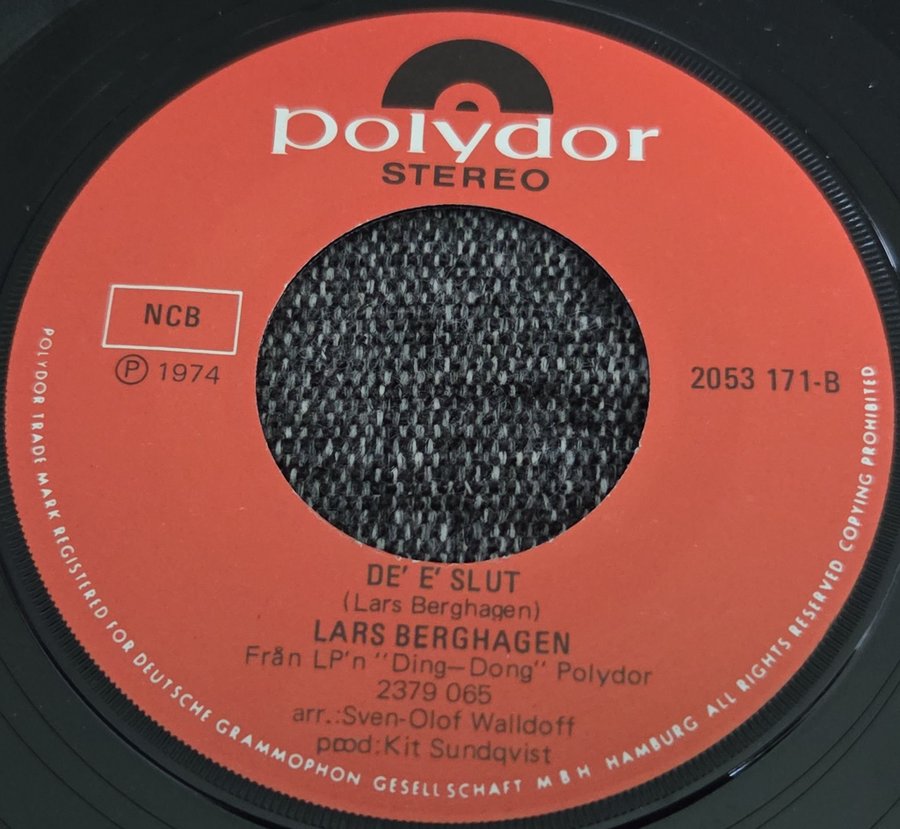 polydor
STEREO
NCB
℗ 1974
2053 171-B
DE' E' SLUT
(Lars Berghagen)
LARS BERGHAGEN
Från LP'n "Ding–Dong" Polydor
2379 065
arr.:Sven-Olof Walldoff
prod:Kit Sundqvist
POLYDOR TRADE MARK REGISTERED FOR DEUTSCHE GRAMMOPHON GESELLSCHAFT MBH HAMBURG ALL RIGHTS RESERVED COPYING PROHIBITED